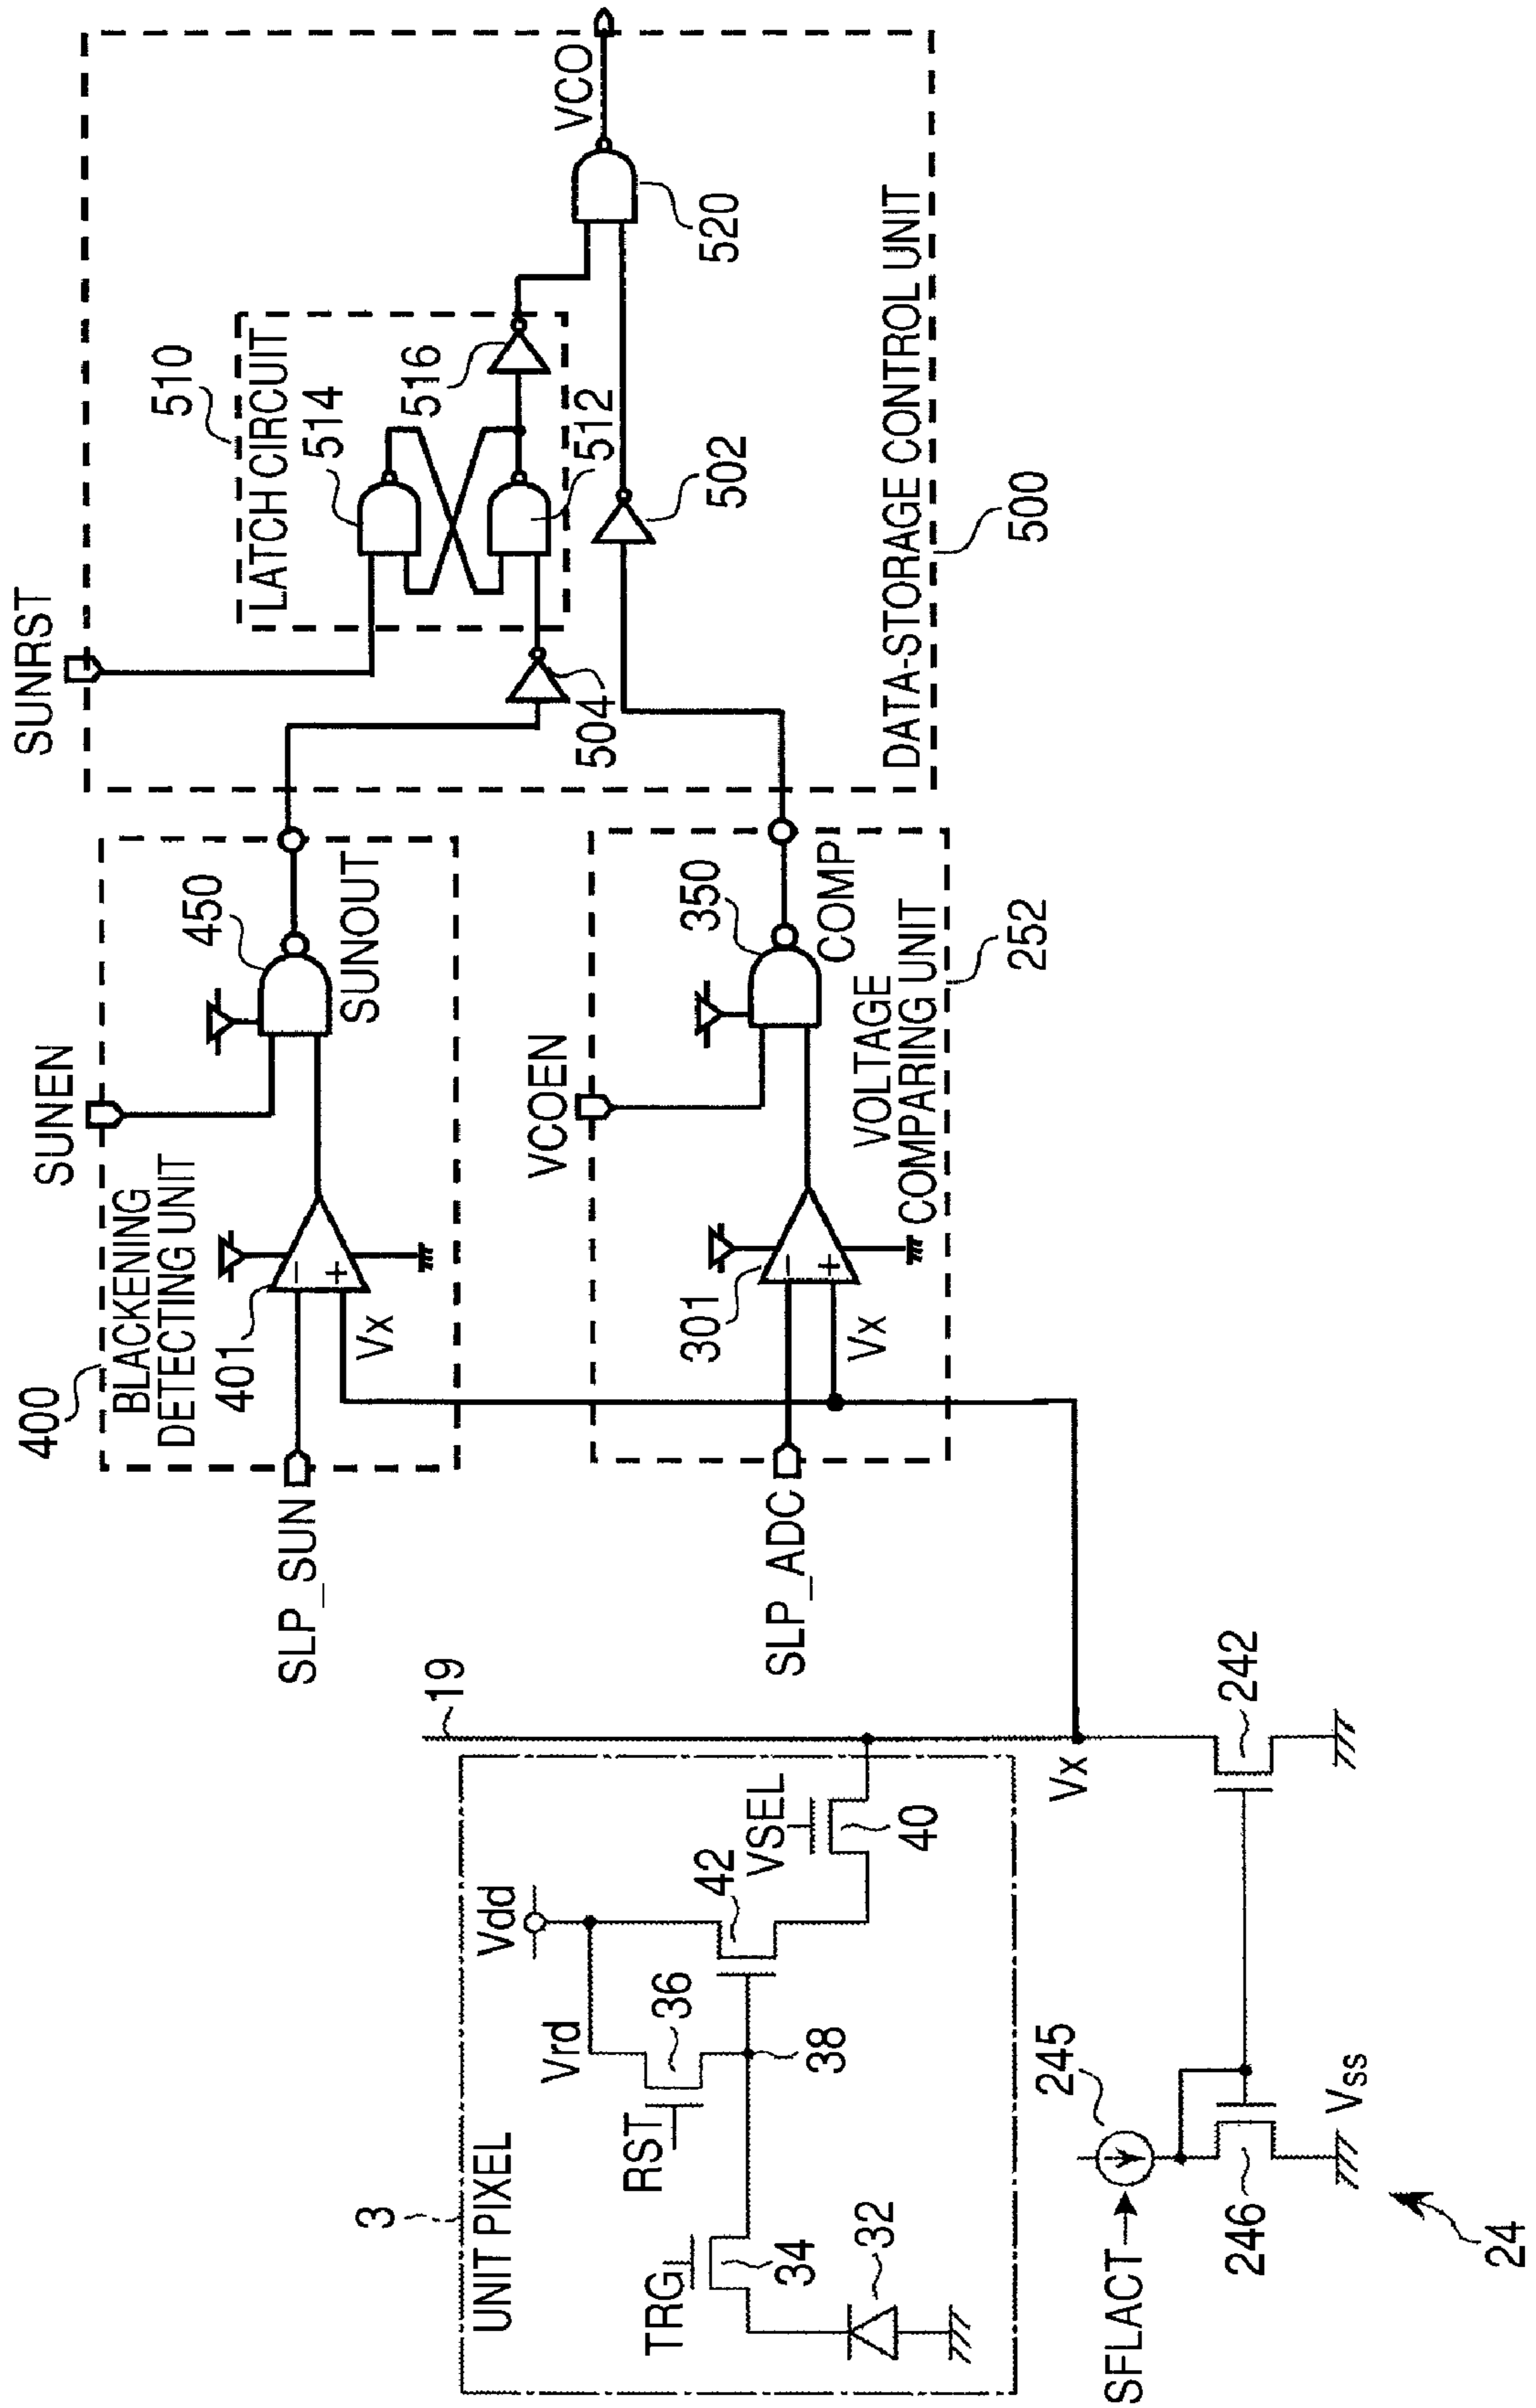 SUNRST
510
LATCH CIRCUIT
514
516
512
504
502
520
VCO
DATA-STORAGE CONTROL UNIT
500
400
BLACKENING
DETECTING UNIT
SUNEN
450
SUNOUT
401
−
+
Vx
SLP_SUN
VCOEN
350
COMP
301
−
+
Vx
VOLTAGE
COMPARING UNIT
252
SLP_ADC
19
3
UNIT PIXEL
Vdd
Vrd
RST
36
42
VSEL
40
38
TRG
34
32
Vx
242
245
SFLACT
246
Vss
24